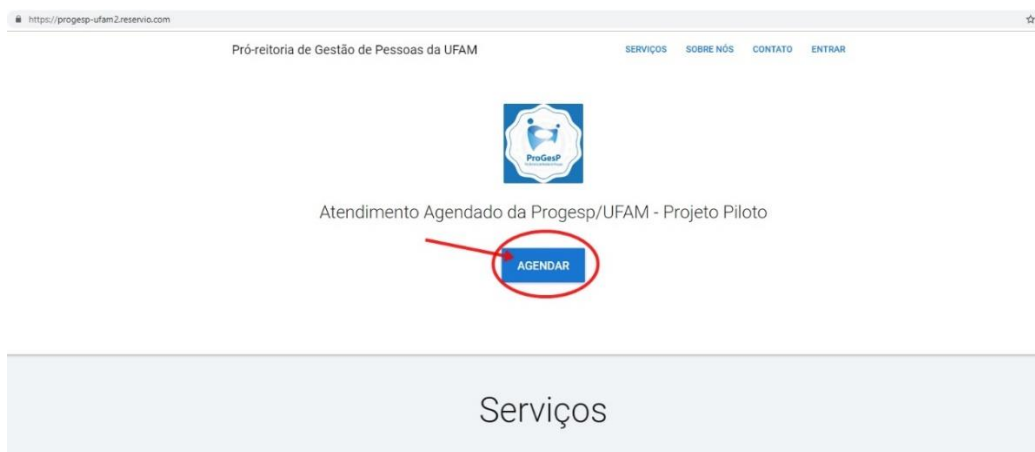 https://progesp-ufam2.reservio.com
Pró-reitoria de Gestão de Pessoas da UFAM
SERVIÇOS SOBRE NÓS CONTATO ENTRAR
ProGesP
Atendimento Agendado da Progesp/UFAM - Projeto Piloto
AGENDAR
Serviços